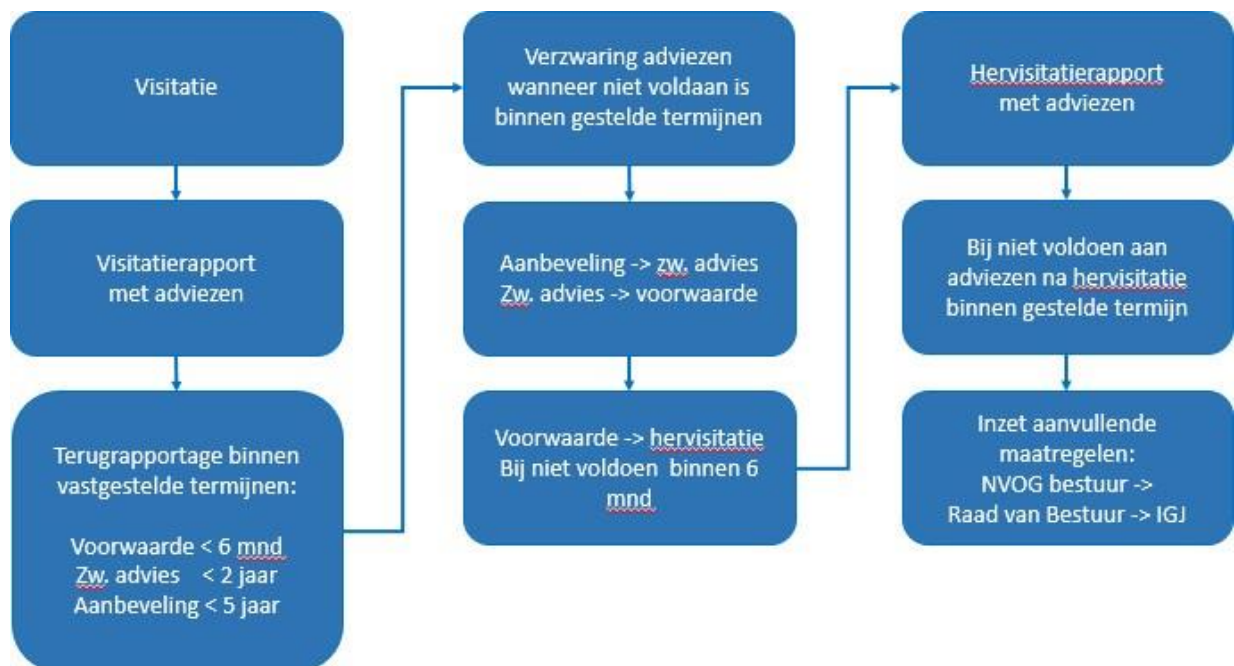 Visitatie
Visitatierapport
met adviezen
Terugrapportage binnen
vastgestelde termijnen:
Voorwaarde < 6 mnd
Zw. advies < 2 jaar
Aanbeveling < 5 jaar
Verzwaring adviezen
wanneer niet voldaan is
binnen gestelde termijnen
Aanbeveling -> zw. advies
Zw. advies -> voorwaarde
Voorwaarde -> hervisitatie
Bij niet voldoen binnen 6
mnd
Hervisitatierapport
met adviezen
Bij niet voldoen aan
adviezen na hervisitatie
binnen gestelde termijn
Inzet aanvullende
maatregelen:
NVOG bestuur ->
Raad van Bestuur -> IGJ